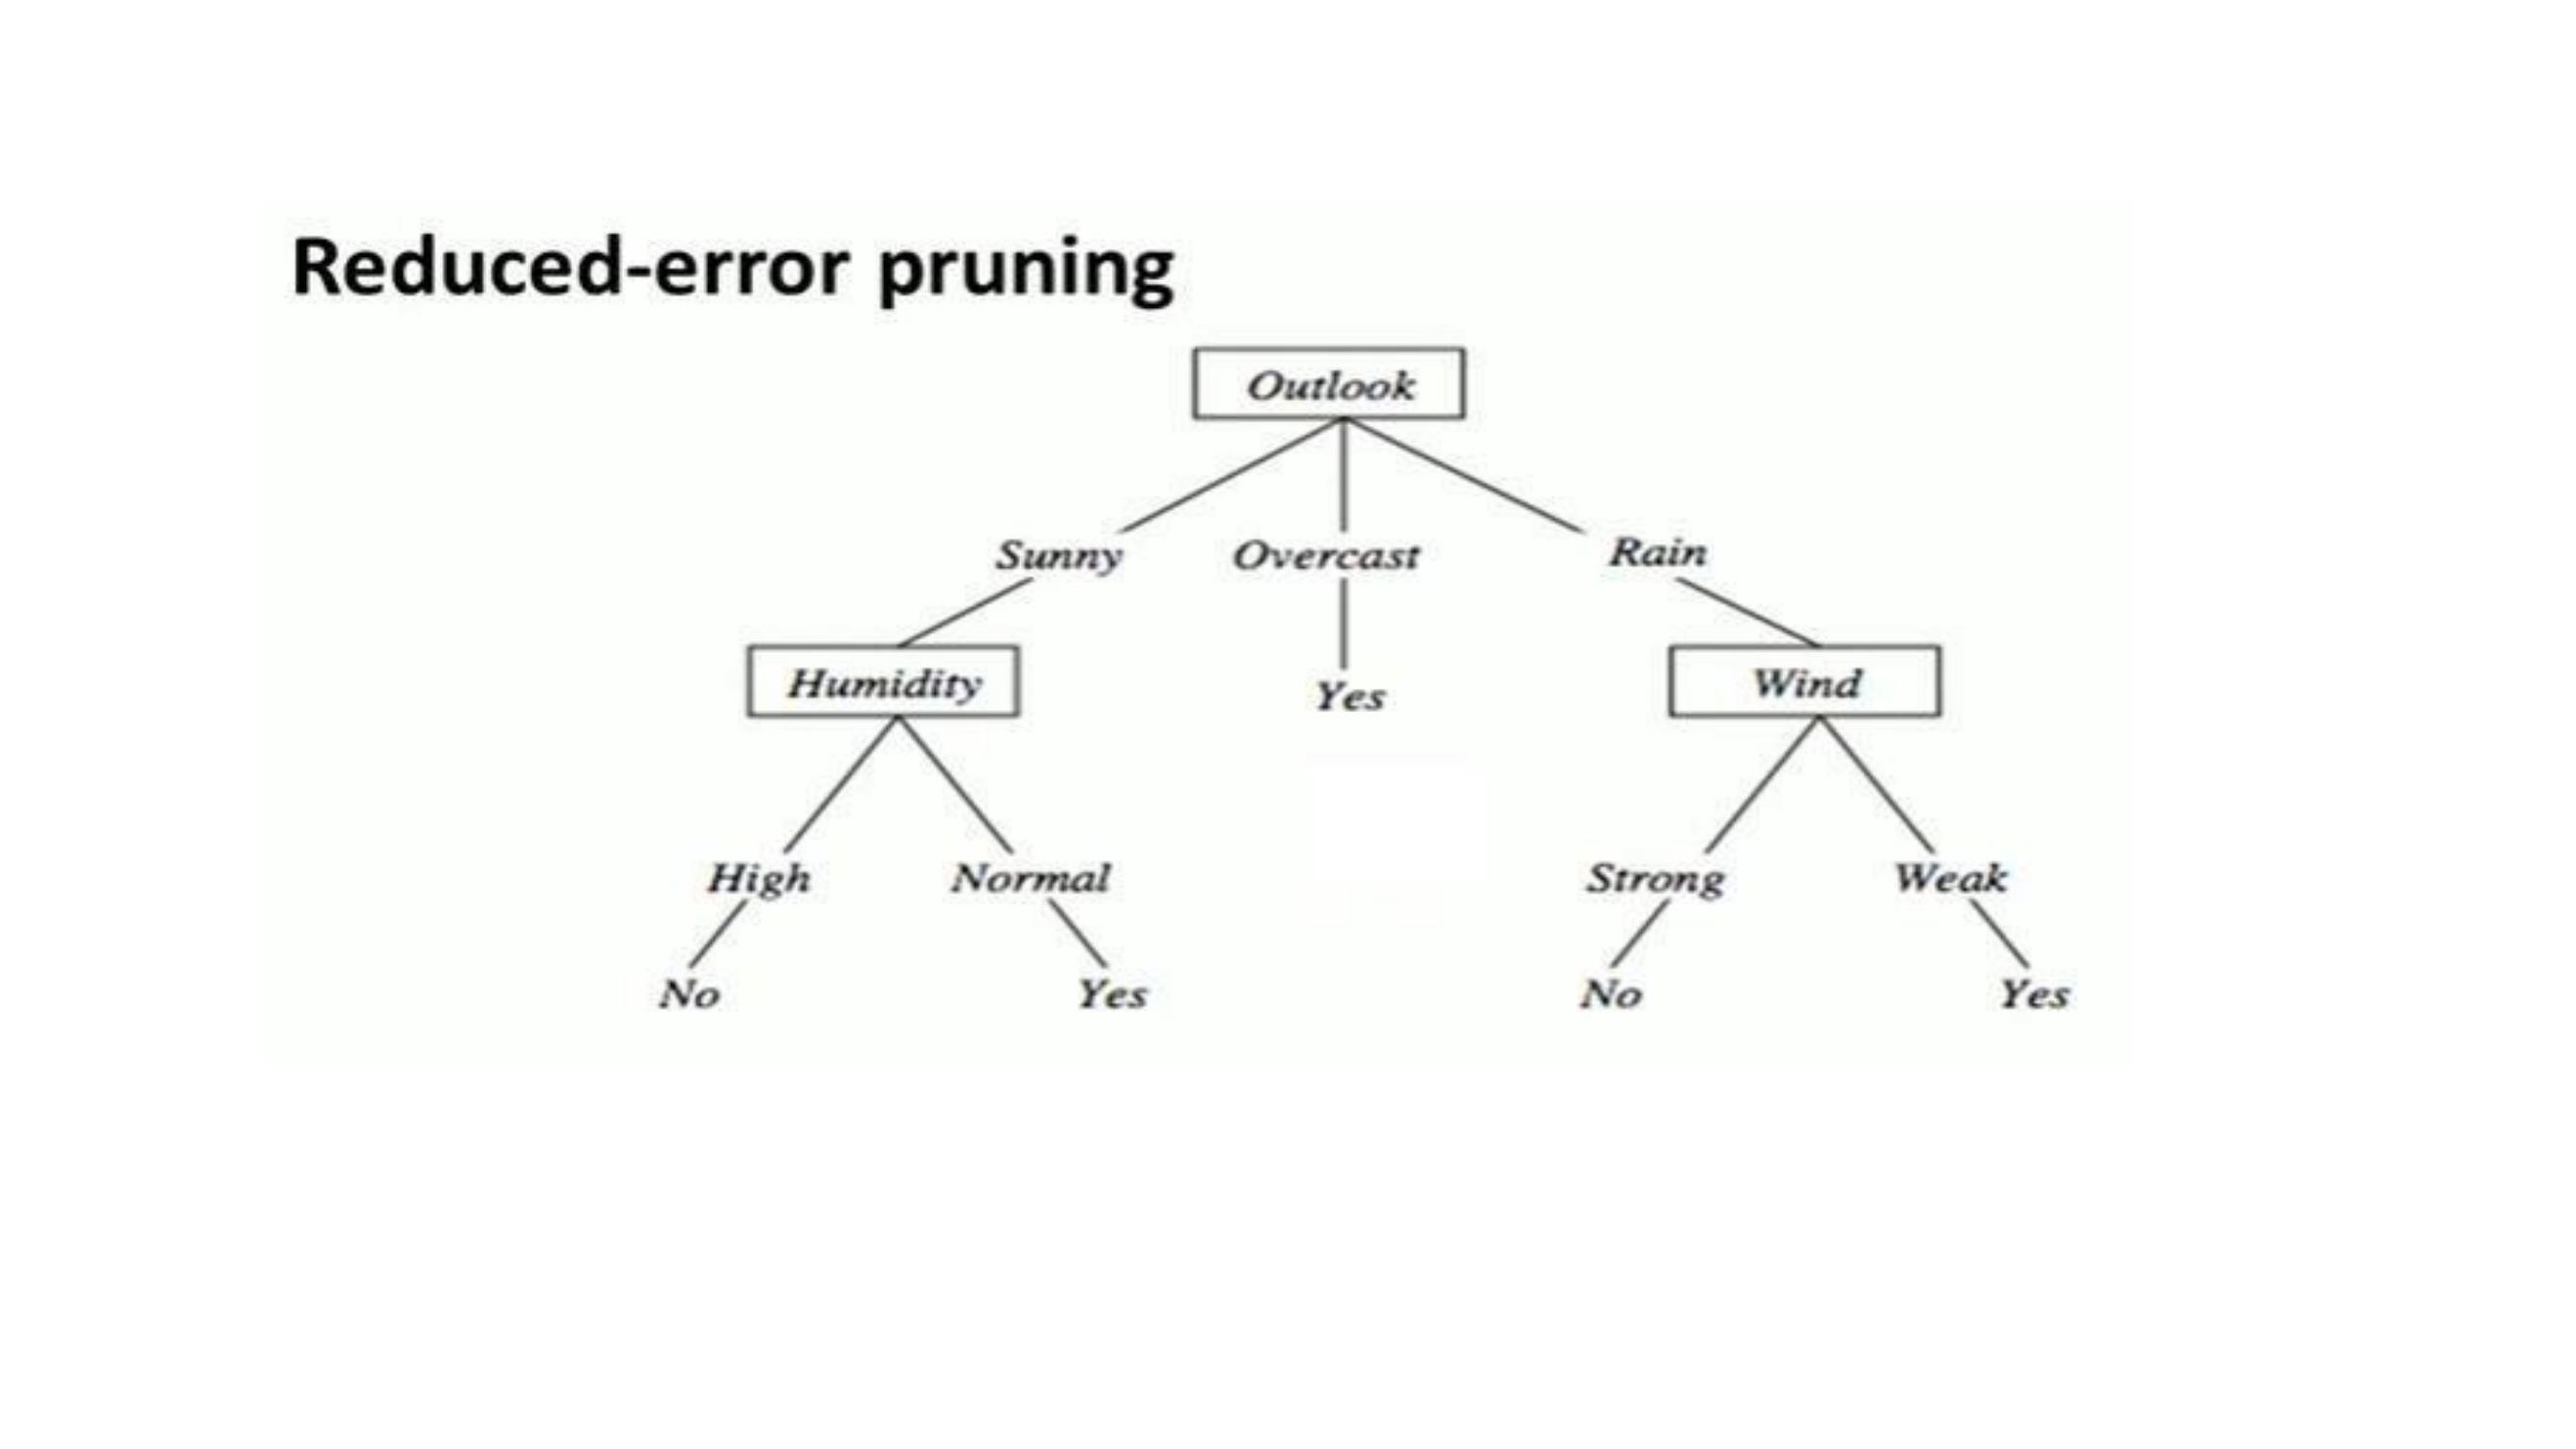 Reduced-error pruning
Outlook
Sunny Overcast Rain
Humidity Yes Wind
High Normal Strong Weak
No Yes No Yes